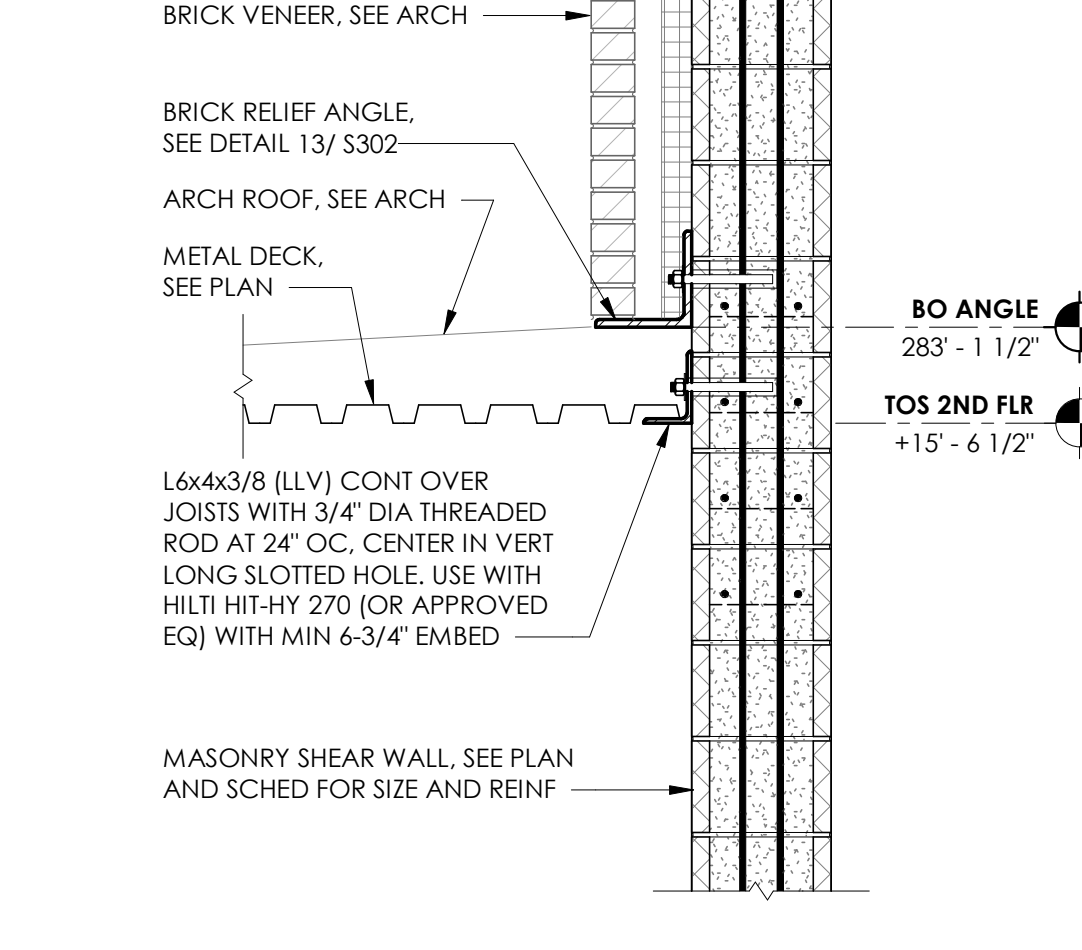 BRICK VENEER, SEE ARCH
BRICK RELIEF ANGLE,
SEE DETAIL 13/ S302
ARCH ROOF, SEE ARCH
METAL DECK,
SEE PLAN
BO ANGLE
283' - 1 1/2"
TOS 2ND FLR
+15' - 6 1/2"
L6x4x3/8 (LLV) CONT OVER
JOISTS WITH 3/4" DIA THREADED
ROD AT 24" OC, CENTER IN VERT
LONG SLOTTED HOLE. USE WITH
HILTI HIT-HY 270 (OR APPROVED
EQ) WITH MIN 6-3/4" EMBED
MASONRY SHEAR WALL, SEE PLAN
AND SCHED FOR SIZE AND REINF